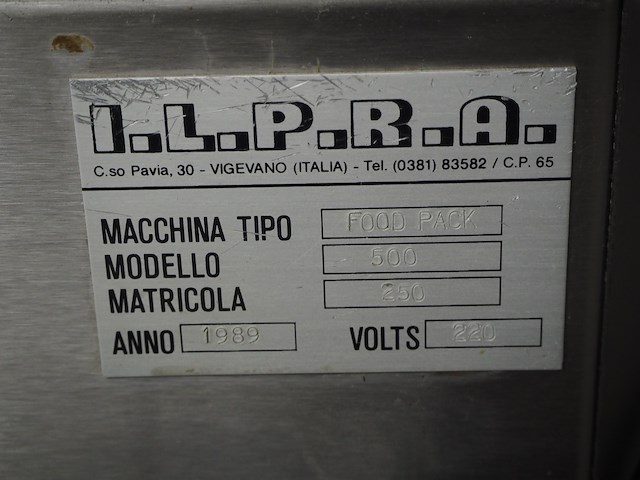 I.L.P.R.A.
C.so Pavia, 30 - VIGEVANO (ITALIA) - Tel. (0381) 83582 / C.P. 65
MACCHINA TIPO FOOD PACK
MODELLO 500
MATRICOLA 250
ANNO 1989 VOLTS 220